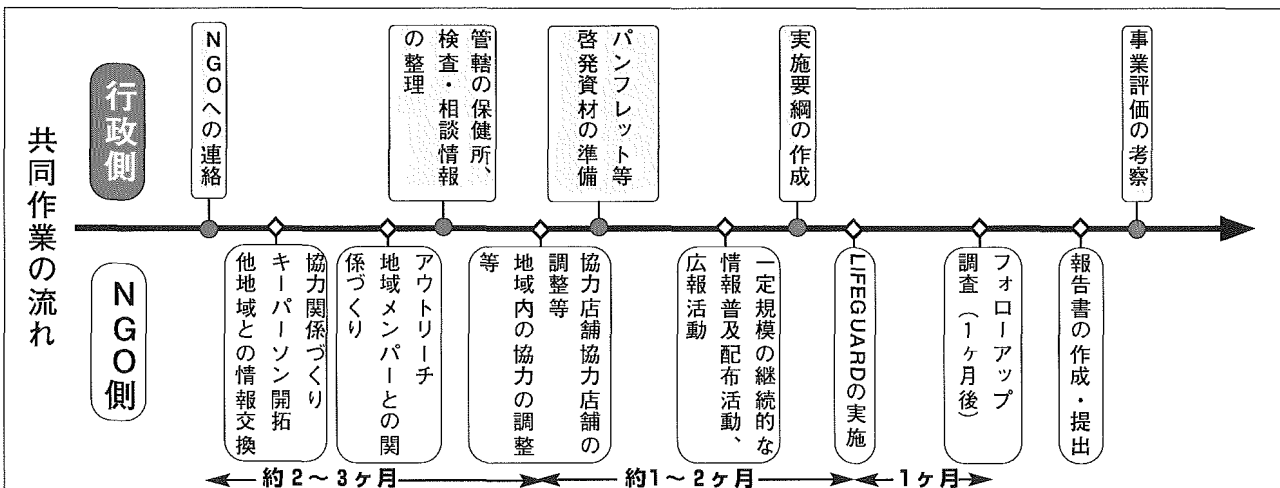 共同作業の流れ
行政側
NGOへの連絡
管轄の保健所、
検査・相談情報
の整理
パンフレット等
啓発資材の準備
実施要綱の作成
事業評価の考察
NGO側
協力関係づくり
キーパーソン開拓
他地域との情報交換
アウトリーチ
地域メンバーとの関
係づくり
協力店舗協力店舗の
調整等
地域内の協力の調整
等
一定規模の継続的な
情報普及配布活動、
広報活動
LIFEGUARDの実施
フォローアップ
調査（1ヶ月後）
報告書の作成・提出
約2～3ヶ月
約1～2ヶ月
1ヶ月